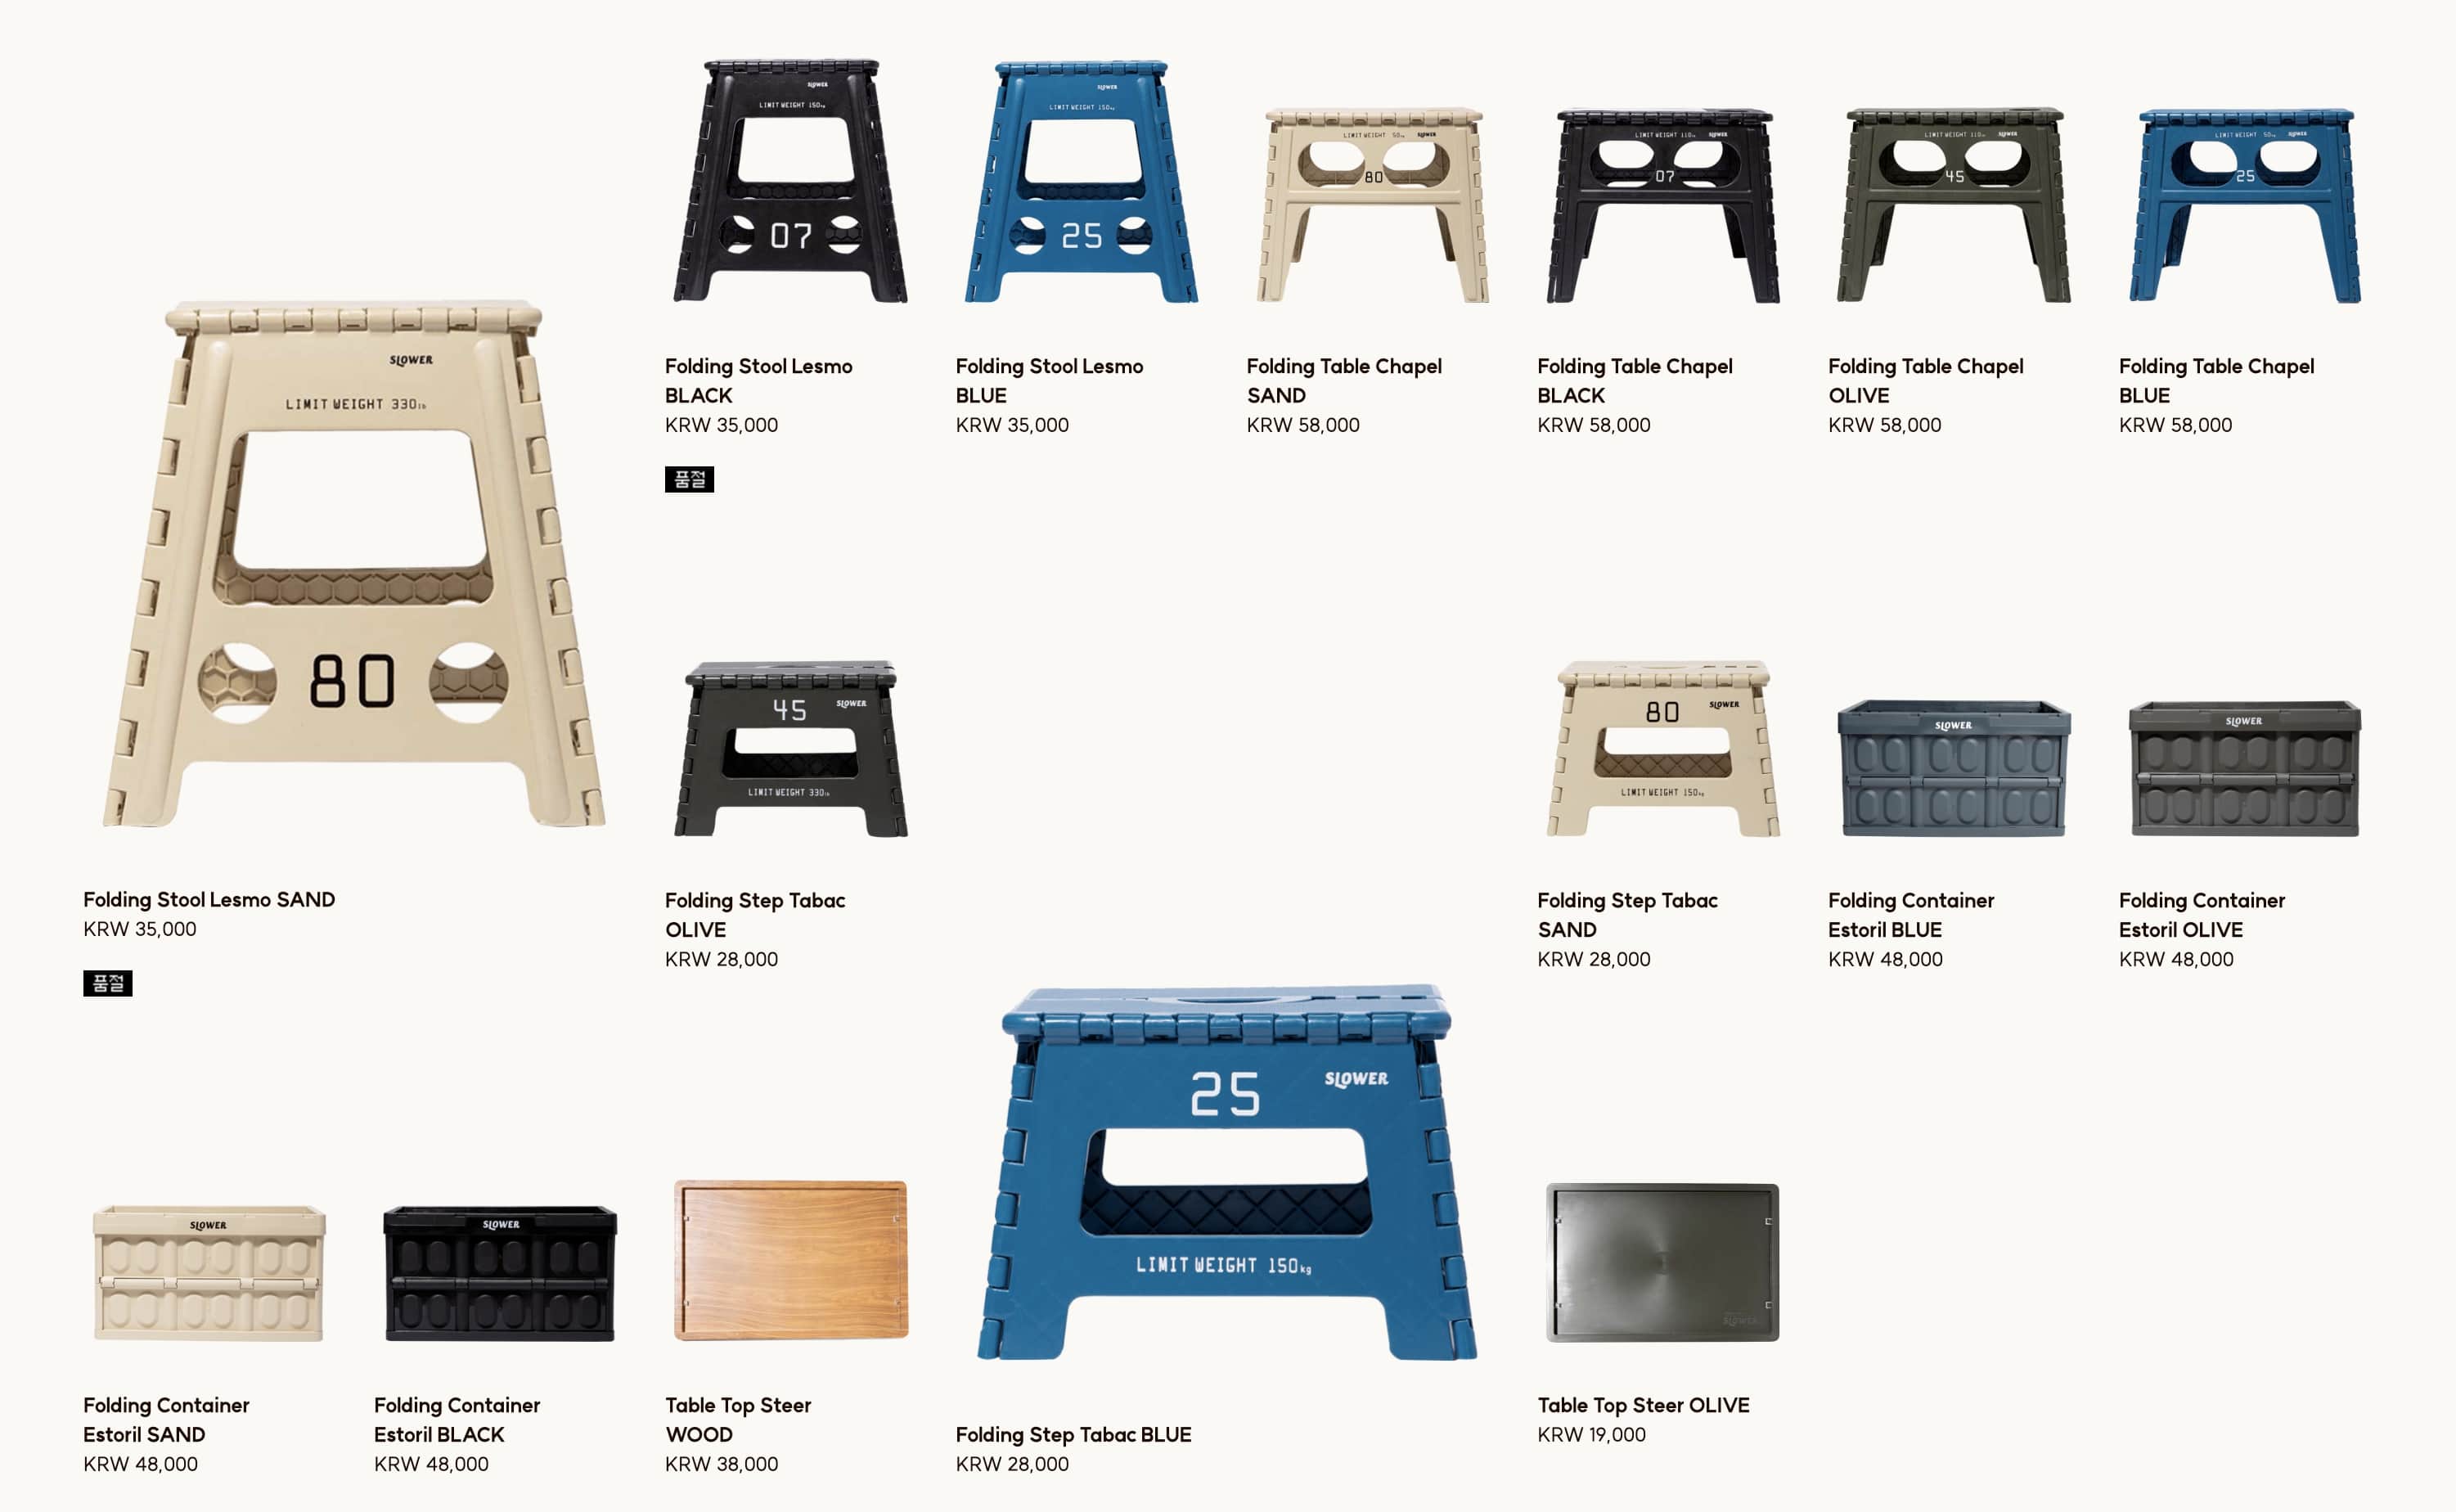 SLOWER
LIMIT WEIGHT 150kg
07
Folding Stool Lesmo
BLACK
KRW 35,000
품절
SLOWER
LIMIT WEIGHT 150kg
25
Folding Stool Lesmo
BLUE
KRW 35,000
LIMIT WEIGHT 50kg SLOWER
80
Folding Table Chapel
SAND
KRW 58,000
LIMIT WEIGHT 110kg SLOWER
07
Folding Table Chapel
BLACK
KRW 58,000
LIMIT WEIGHT 110kg SLOWER
45
Folding Table Chapel
OLIVE
KRW 58,000
LIMIT WEIGHT 50kg SLOWER
25
Folding Table Chapel
BLUE
KRW 58,000
SLOWER
LIMIT WEIGHT 330lb
80
Folding Stool Lesmo SAND
KRW 35,000
품절
45 SLOWER
LIMIT WEIGHT 330lb
Folding Step Tabac
OLIVE
KRW 28,000
80 SLOWER
LIMIT WEIGHT 150kg
Folding Step Tabac
SAND
KRW 28,000
SLOWER
Folding Container
Estoril BLUE
KRW 48,000
SLOWER
Folding Container
Estoril OLIVE
KRW 48,000
SLOWER
Folding Container
Estoril SAND
KRW 48,000
SLOWER
Folding Container
Estoril BLACK
KRW 48,000
Table Top Steer
WOOD
KRW 38,000
25 SLOWER
LIMIT WEIGHT 150kg
Folding Step Tabac BLUE
KRW 28,000
SLOWER
Table Top Steer OLIVE
KRW 19,000